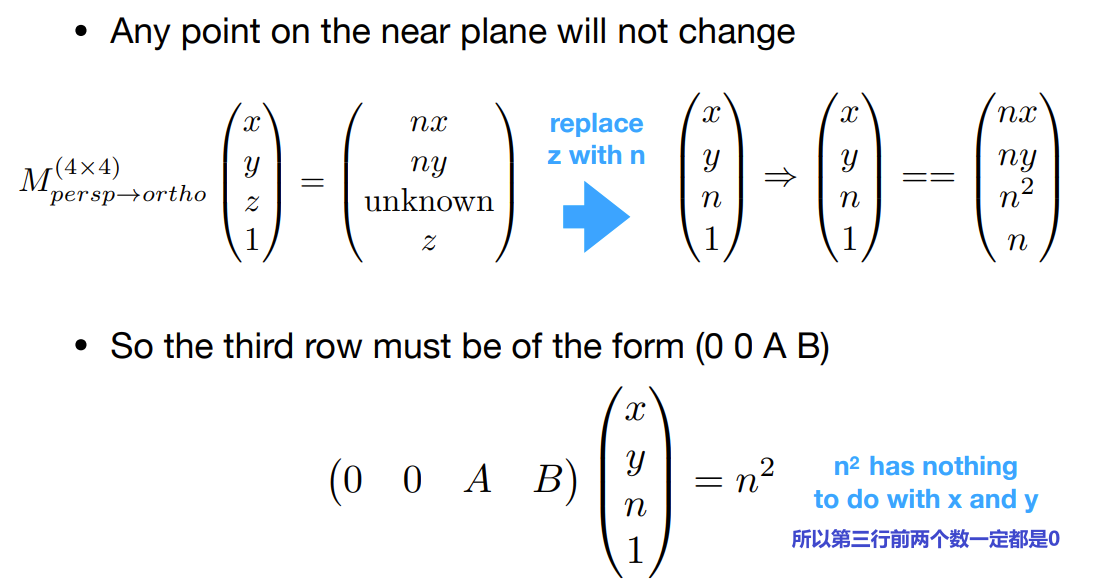 • Any point on the near plane will not change
$M_{persp \to ortho}^{(4 \times 4)} \begin{pmatrix} x \\ y \\ z \\ 1 \end{pmatrix} = \begin{pmatrix} nx \\ ny \\ \text{unknown} \\ z \end{pmatrix}$ replace z with n $\begin{pmatrix} x \\ y \\ n \\ 1 \end{pmatrix} \Rightarrow \begin{pmatrix} x \\ y \\ n \\ 1 \end{pmatrix} == \begin{pmatrix} nx \\ ny \\ n^2 \\ n \end{pmatrix}$
• So the third row must be of the form (0 0 A B)
$\begin{pmatrix} 0 & 0 & A & B \end{pmatrix} \begin{pmatrix} x \\ y \\ n \\ 1 \end{pmatrix} = n^2$
n² has nothing
to do with x and y
所以第三行前两个数一定都是0